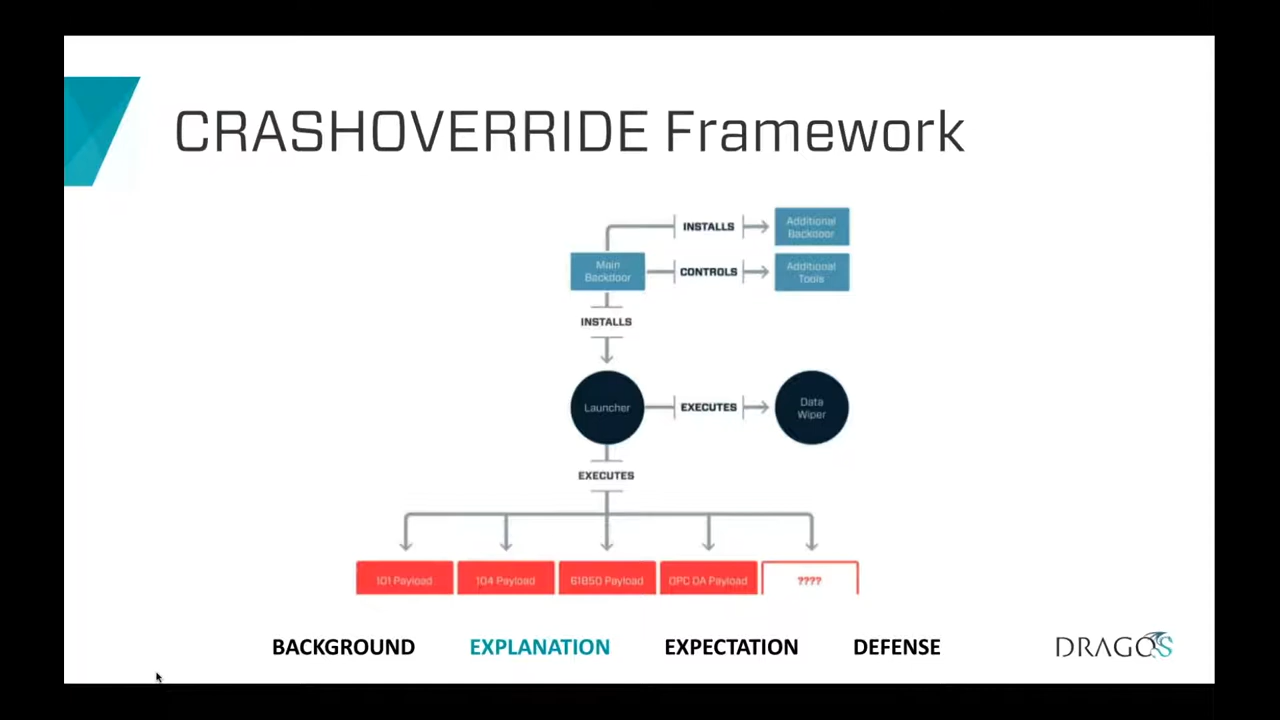 CRASHOVERRIDE Framework
INSTALLS
Additional
Backdoor
Main
Backdoor
CONTROLS
Additional
Tools
INSTALLS
Launcher
EXECUTES
Data
Wiper
EXECUTES
101 Payload
104 Payload
61850 Payload
OPC DA Payload
????
BACKGROUND
EXPLANATION
EXPECTATION
DEFENSE
DRAGOS